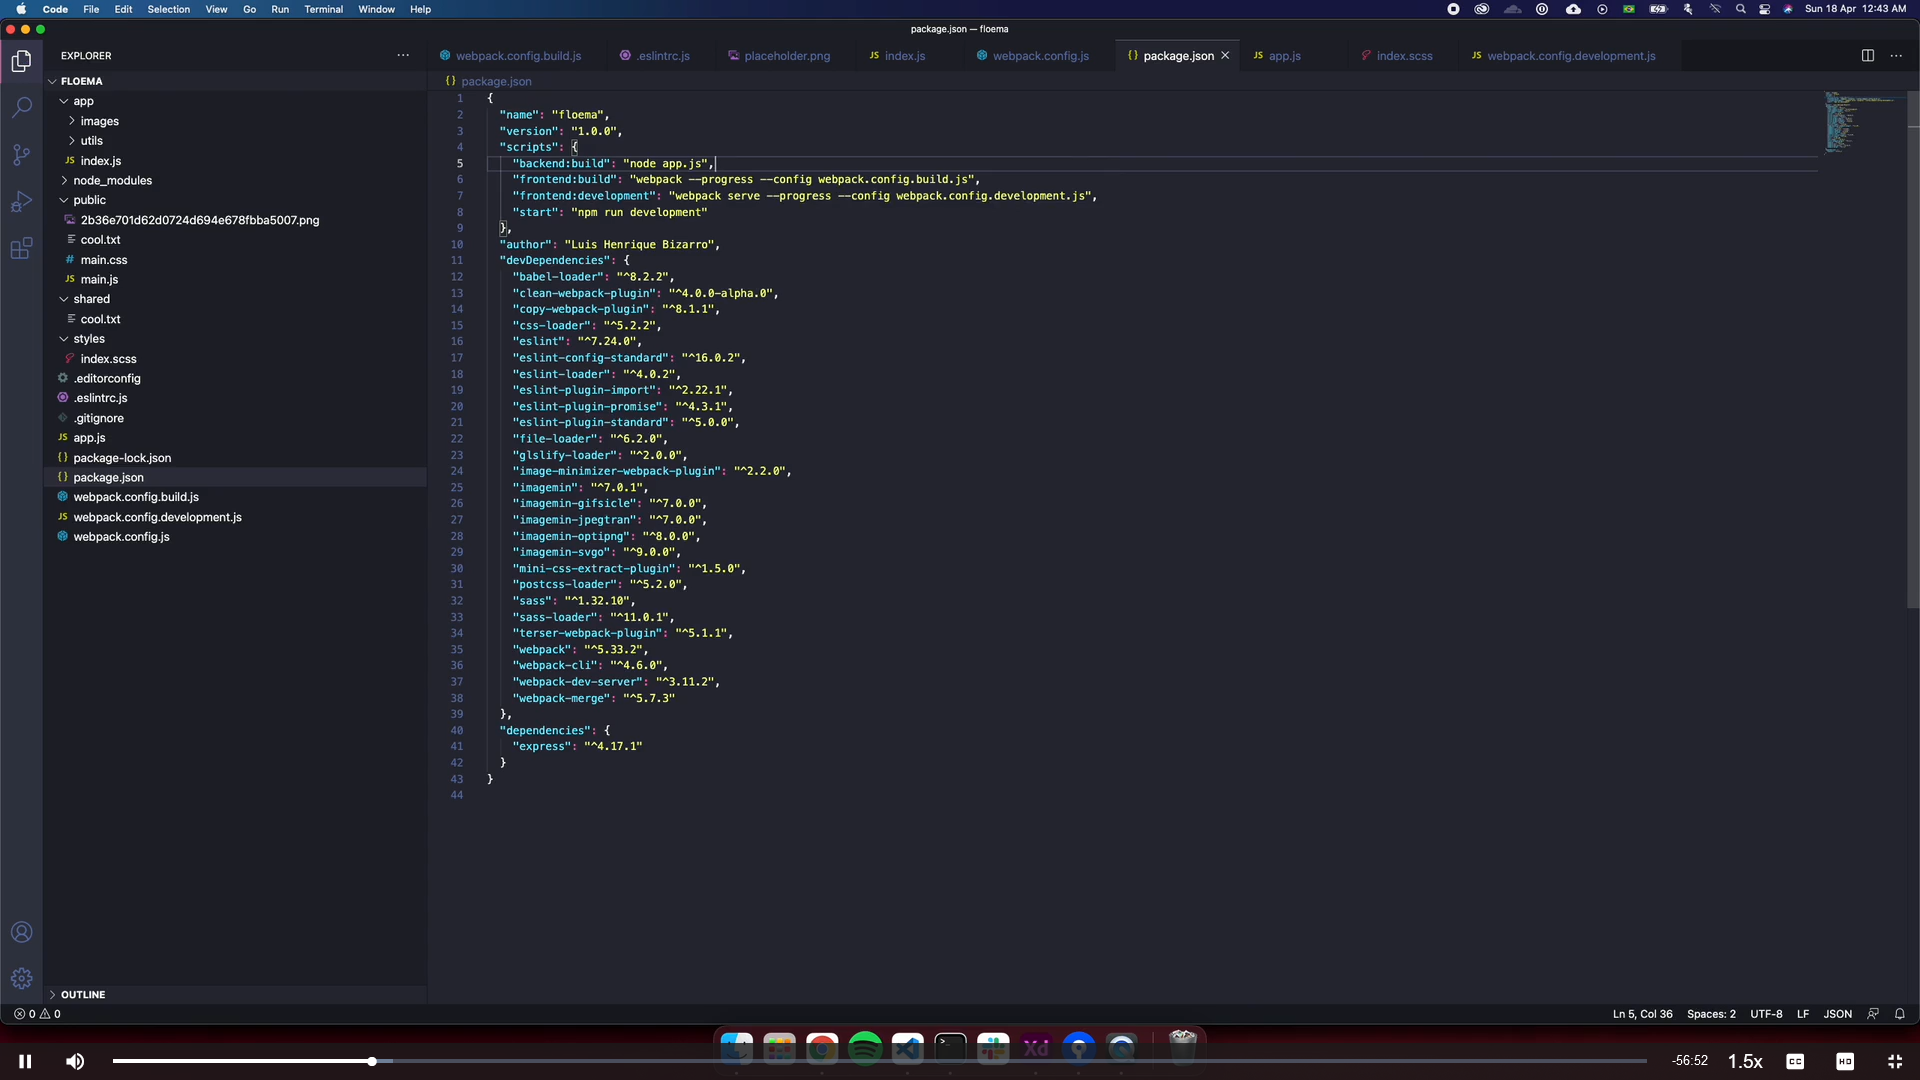 Code File Edit Selection View Go Run Terminal Window Help Sun 18 Apr 12:43 AM
package.json — floema
EXPLORER
webpack.config.build.js .eslintrc.js placeholder.png JS index.js webpack.config.js {} package.json JS app.js index.scss JS webpack.config.development.js
FLOEMA
{} package.json
app
images
utils
JS index.js
node_modules
public
2b36e701d62d0724d694e678fbba5007.png
cool.txt
# main.css
JS main.js
shared
cool.txt
styles
index.scss
.editorconfig
.eslintrc.js
.gitignore
JS app.js
{} package-lock.json
{} package.json
webpack.config.build.js
JS webpack.config.development.js
webpack.config.js
OUTLINE
1 {
2 "name": "floema",
3 "version": "1.0.0",
4 "scripts": {
5 "backend:build": "node app.js",
6 "frontend:build": "webpack --progress --config webpack.config.build.js",
7 "frontend:development": "webpack serve --progress --config webpack.config.development.js",
8 "start": "npm run development"
9 },
10 "author": "Luis Henrique Bizarro",
11 "devDependencies": {
12 "babel-loader": "^8.2.2",
13 "clean-webpack-plugin": "^4.0.0-alpha.0",
14 "copy-webpack-plugin": "^8.1.1",
15 "css-loader": "^5.2.2",
16 "eslint": "^7.24.0",
17 "eslint-config-standard": "^16.0.2",
18 "eslint-loader": "^4.0.2",
19 "eslint-plugin-import": "^2.22.1",
20 "eslint-plugin-promise": "^4.3.1",
21 "eslint-plugin-standard": "^5.0.0",
22 "file-loader": "^6.2.0",
23 "glslify-loader": "^2.0.0",
24 "image-minimizer-webpack-plugin": "^2.2.0",
25 "imagemin": "^7.0.1",
26 "imagemin-gifsicle": "^7.0.0",
27 "imagemin-jpegtran": "^7.0.0",
28 "imagemin-optipng": "^8.0.0",
29 "imagemin-svgo": "^9.0.0",
30 "mini-css-extract-plugin": "^1.5.0",
31 "postcss-loader": "^5.2.0",
32 "sass": "^1.32.10",
33 "sass-loader": "^11.0.1",
34 "terser-webpack-plugin": "^5.1.1",
35 "webpack": "^5.33.2",
36 "webpack-cli": "^4.6.0",
37 "webpack-dev-server": "^3.11.2",
38 "webpack-merge": "^5.7.3"
39 },
40 "dependencies": {
41 "express": "^4.17.1"
42 }
43 }
44
0 0 Ln 5, Col 36 Spaces: 2 UTF-8 LF JSON
Xd
-56:52 1.5x CC HD